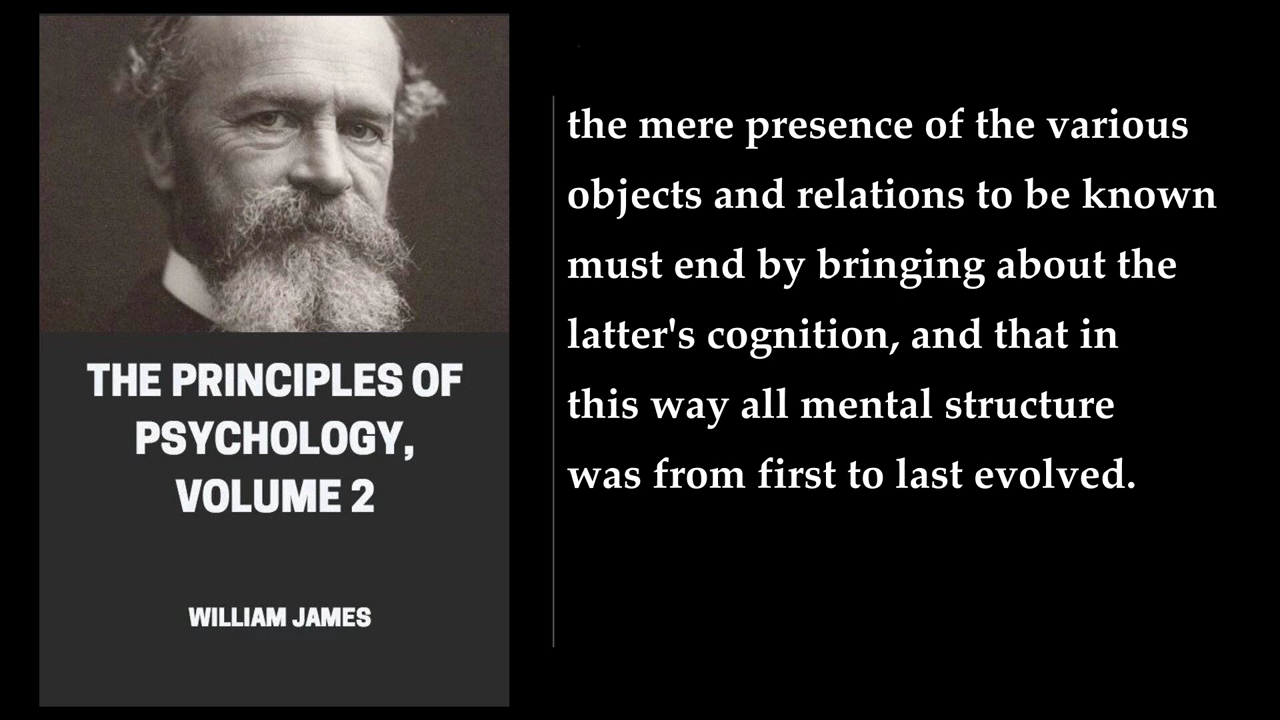 THE PRINCIPLES OF
PSYCHOLOGY,
VOLUME 2
WILLIAM JAMES
the mere presence of the various
objects and relations to be known
must end by bringing about the
latter's cognition, and that in
this way all mental structure
was from first to last evolved.